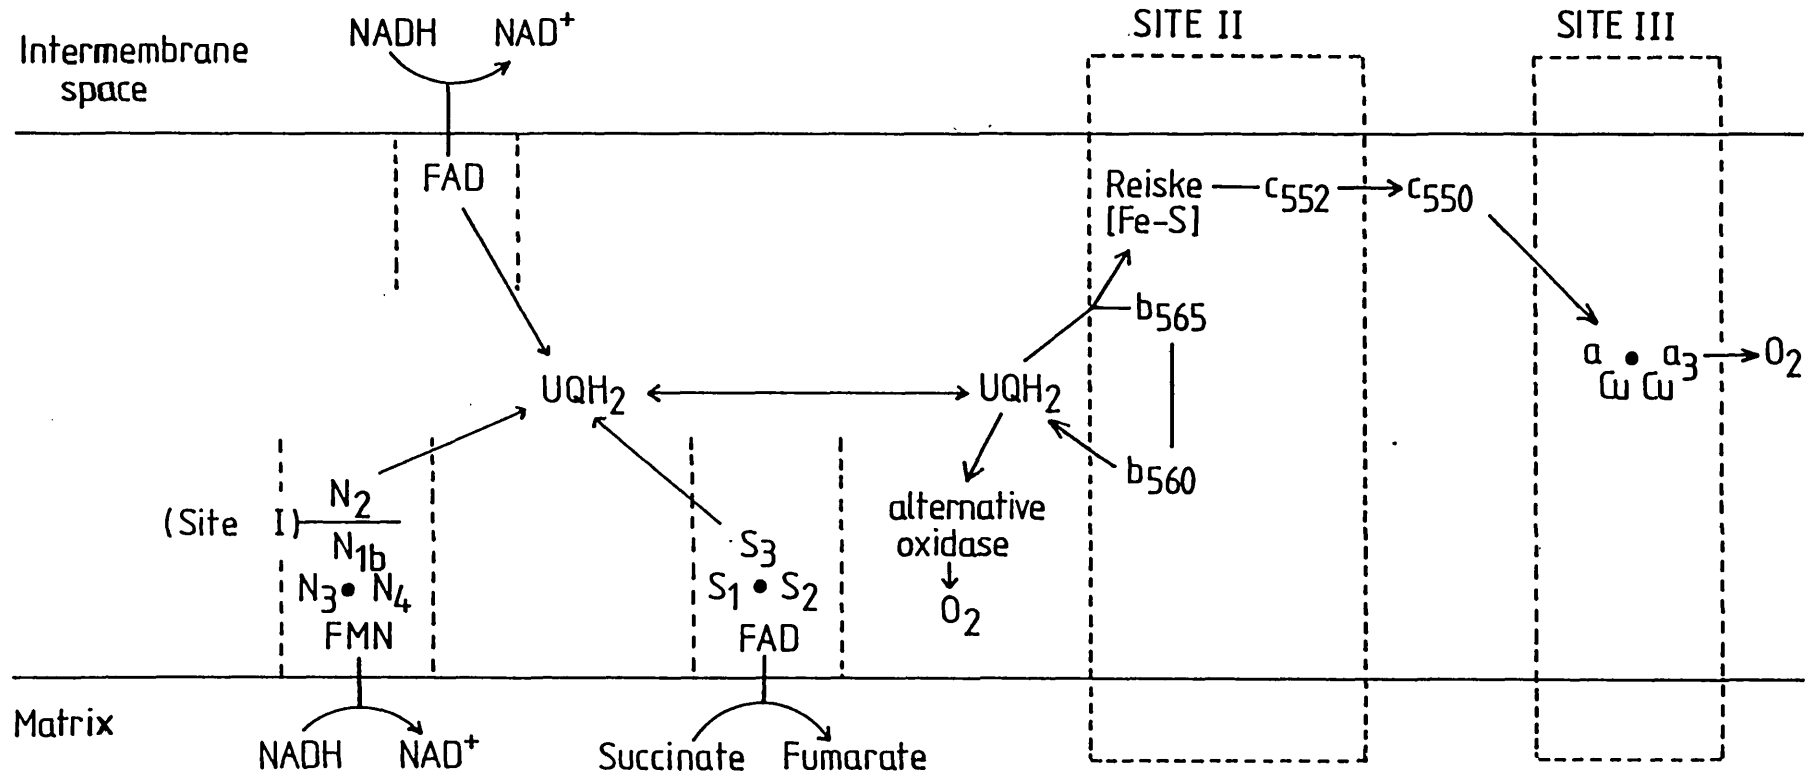 NADH NAD+
SITE II
SITE III
Intermembrane
space
FAD
Reiske
[Fe-S]
c552
c550
b565
a • a3
Cu Cu
O2
UQH2
UQH2
b560
alternative
oxidase
O2
(Site I)
N2
N1b
N3 • N4
FMN
S3
S1 • S2
FAD
Matrix
NADH NAD+
Succinate Fumarate